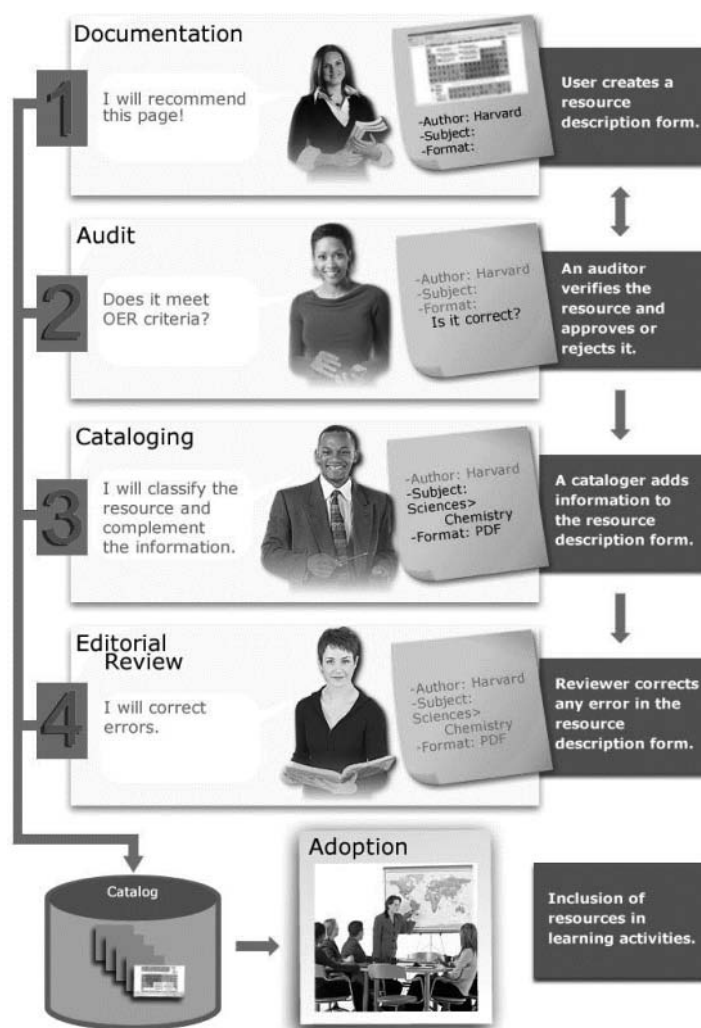 Documentation
1
I will recommend
this page!
-Author: Harvard
-Subject:
-Format:
User creates a
resource
description form.
Audit
2
Does it meet
OER criteria?
-Author: Harvard
-Subject:
-Format:
Is it correct?
An auditor
verifies the
resource and
approves or
rejects it.
Cataloging
3
I will classify the
resource and
complement
the information.
-Author: Harvard
-Subject:
Sciences>
Chemistry
-Format: PDF
A cataloger adds
information to
the resource
description form.
Editorial
Review
4
I will correct
errors.
-Author: Harvard
-Subject:
Sciences>
Chemistry
-Format: PDF
Reviewer corrects
any error in the
resource
description form.
Catalog
Adoption
Inclusion of
resources in
learning activities.